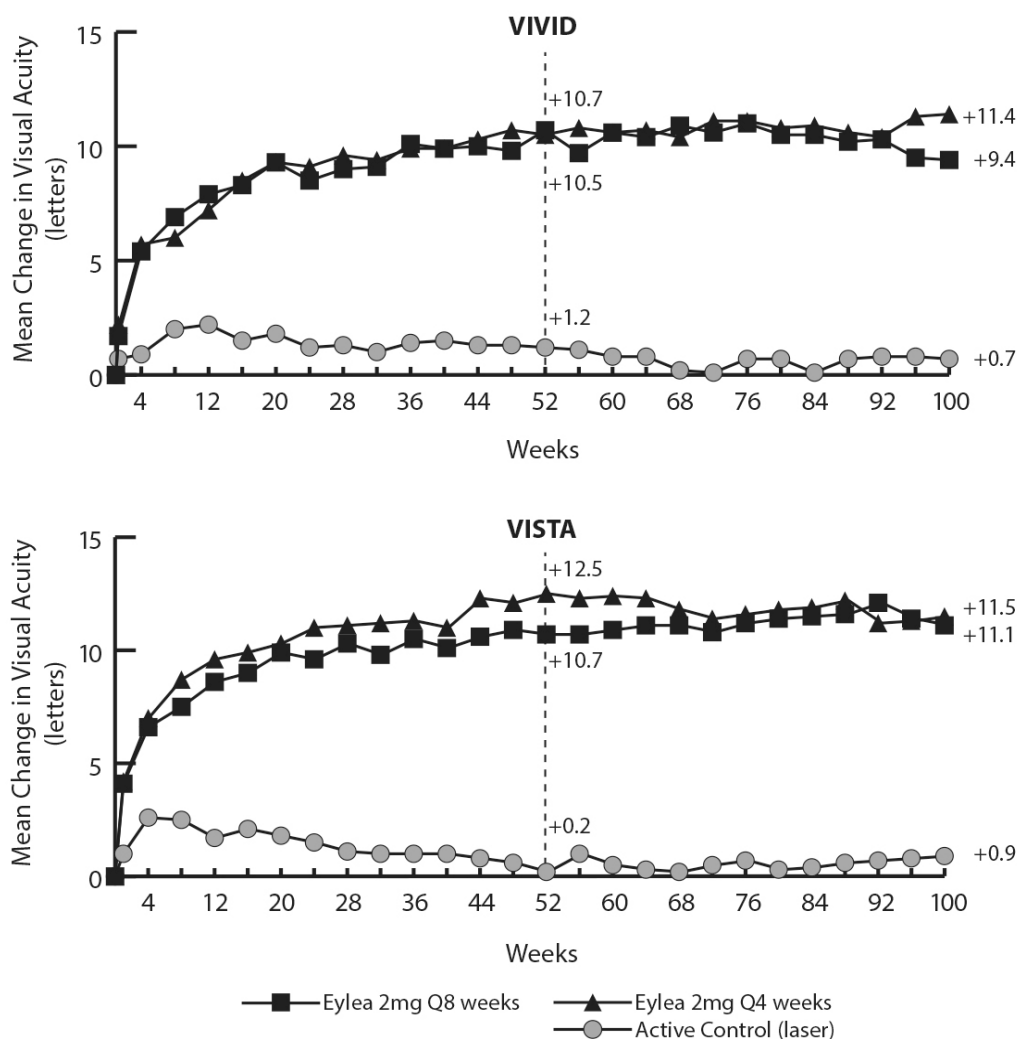 VIVID
Mean Change in Visual Acuity
(letters)
15
10
5
0
+10.7
+10.5
+1.2
+11.4
+9.4
+0.7
4 12 20 28 36 44 52 60 68 76 84 92 100
Weeks
VISTA
Mean Change in Visual Acuity
(letters)
15
10
5
0
+12.5
+10.7
+0.2
+11.5
+11.1
+0.9
4 12 20 28 36 44 52 60 68 76 84 92 100
Weeks
Eylea 2mg Q8 weeks
Eylea 2mg Q4 weeks
Active Control (laser)